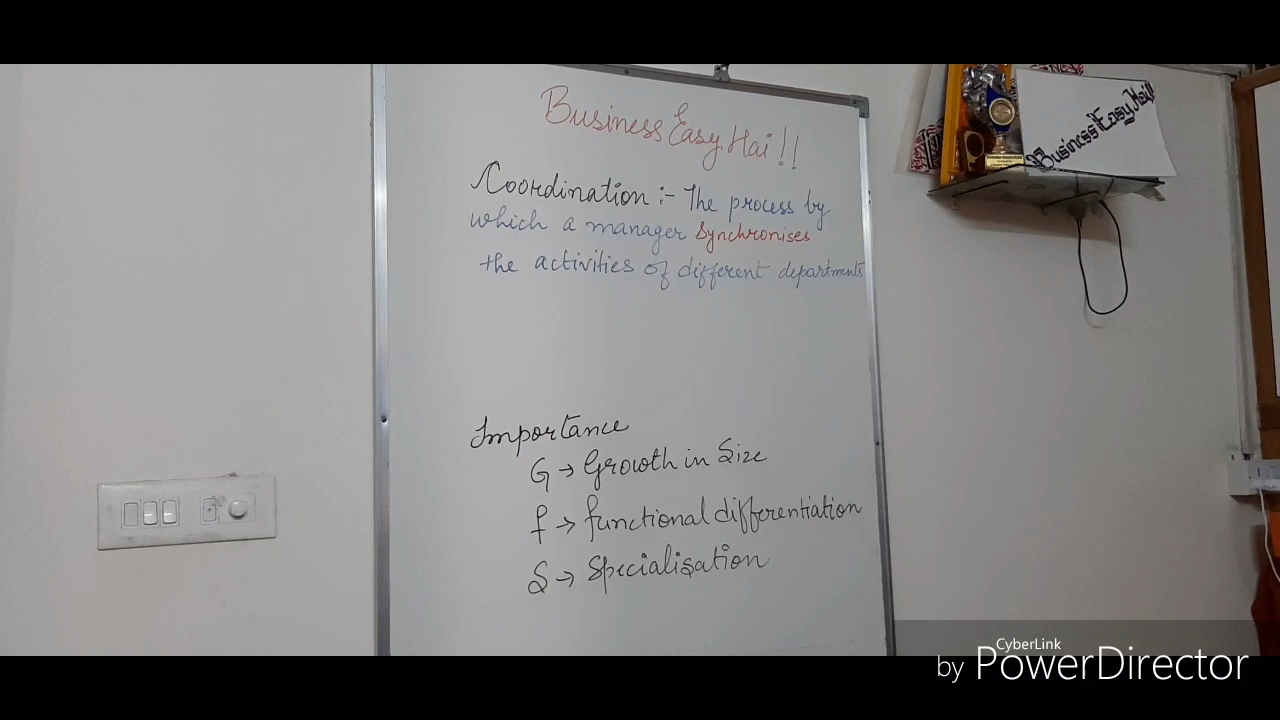 Business Easy Hai!!
Coordination :- The process by
which a manager Synchronises
the activities of different departments
Importance
G → Growth in Size
f → functional differentiation
S → Specialisation
Business Easy Hai!!
CyberLink
by PowerDirector